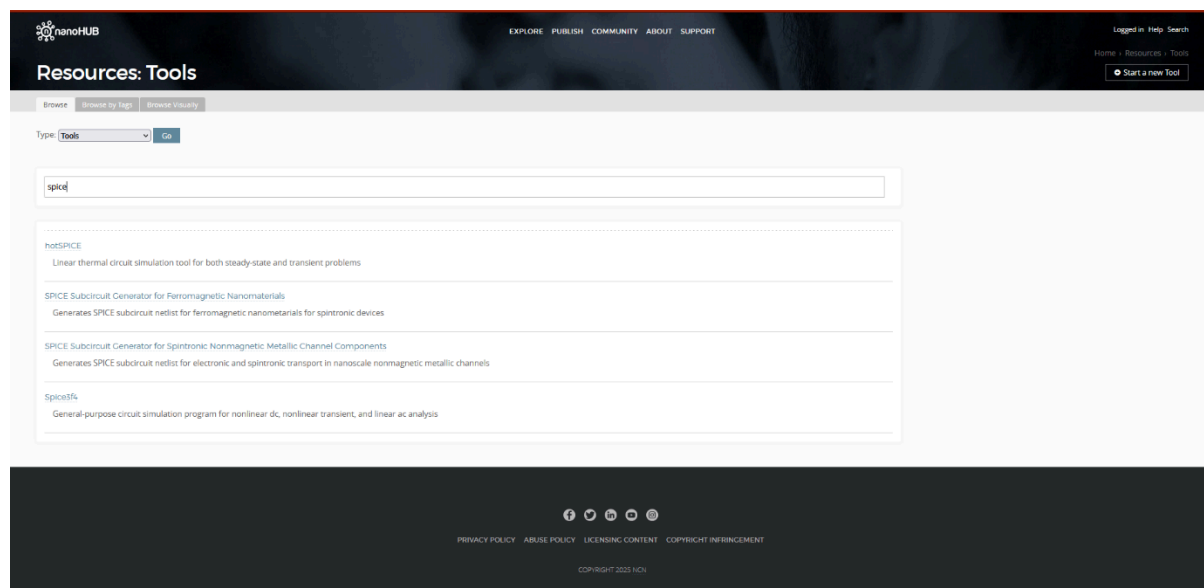 nanoHUB
EXPLORE PUBLISH COMMUNITY ABOUT SUPPORT
Logged in Help Search
Home › Resources › Tools
Resources: Tools
Start a new Tool
Browse Browse by Tags Browse Visually
Type: Tools Go
spice
hotSPICE
Linear thermal circuit simulation tool for both steady-state and transient problems
SPICE Subcircuit Generator for Ferromagnetic Nanomaterials
Generates SPICE subcircuit netlist for ferromagnetic nanometarials for spintronic devices
SPICE Subcircuit Generator for Spintronic Nonmagnetic Metallic Channel Components
Generates SPICE subcircuit netlist for electronic and spintronic transport in nanoscale nonmagnetic metallic channels
Spice3f4
General-purpose circuit simulation program for nonlinear dc, nonlinear transient, and linear ac analysis
PRIVACY POLICY ABUSE POLICY LICENSING CONTENT COPYRIGHT INFRINGEMENT
COPYRIGHT 2025 NCN